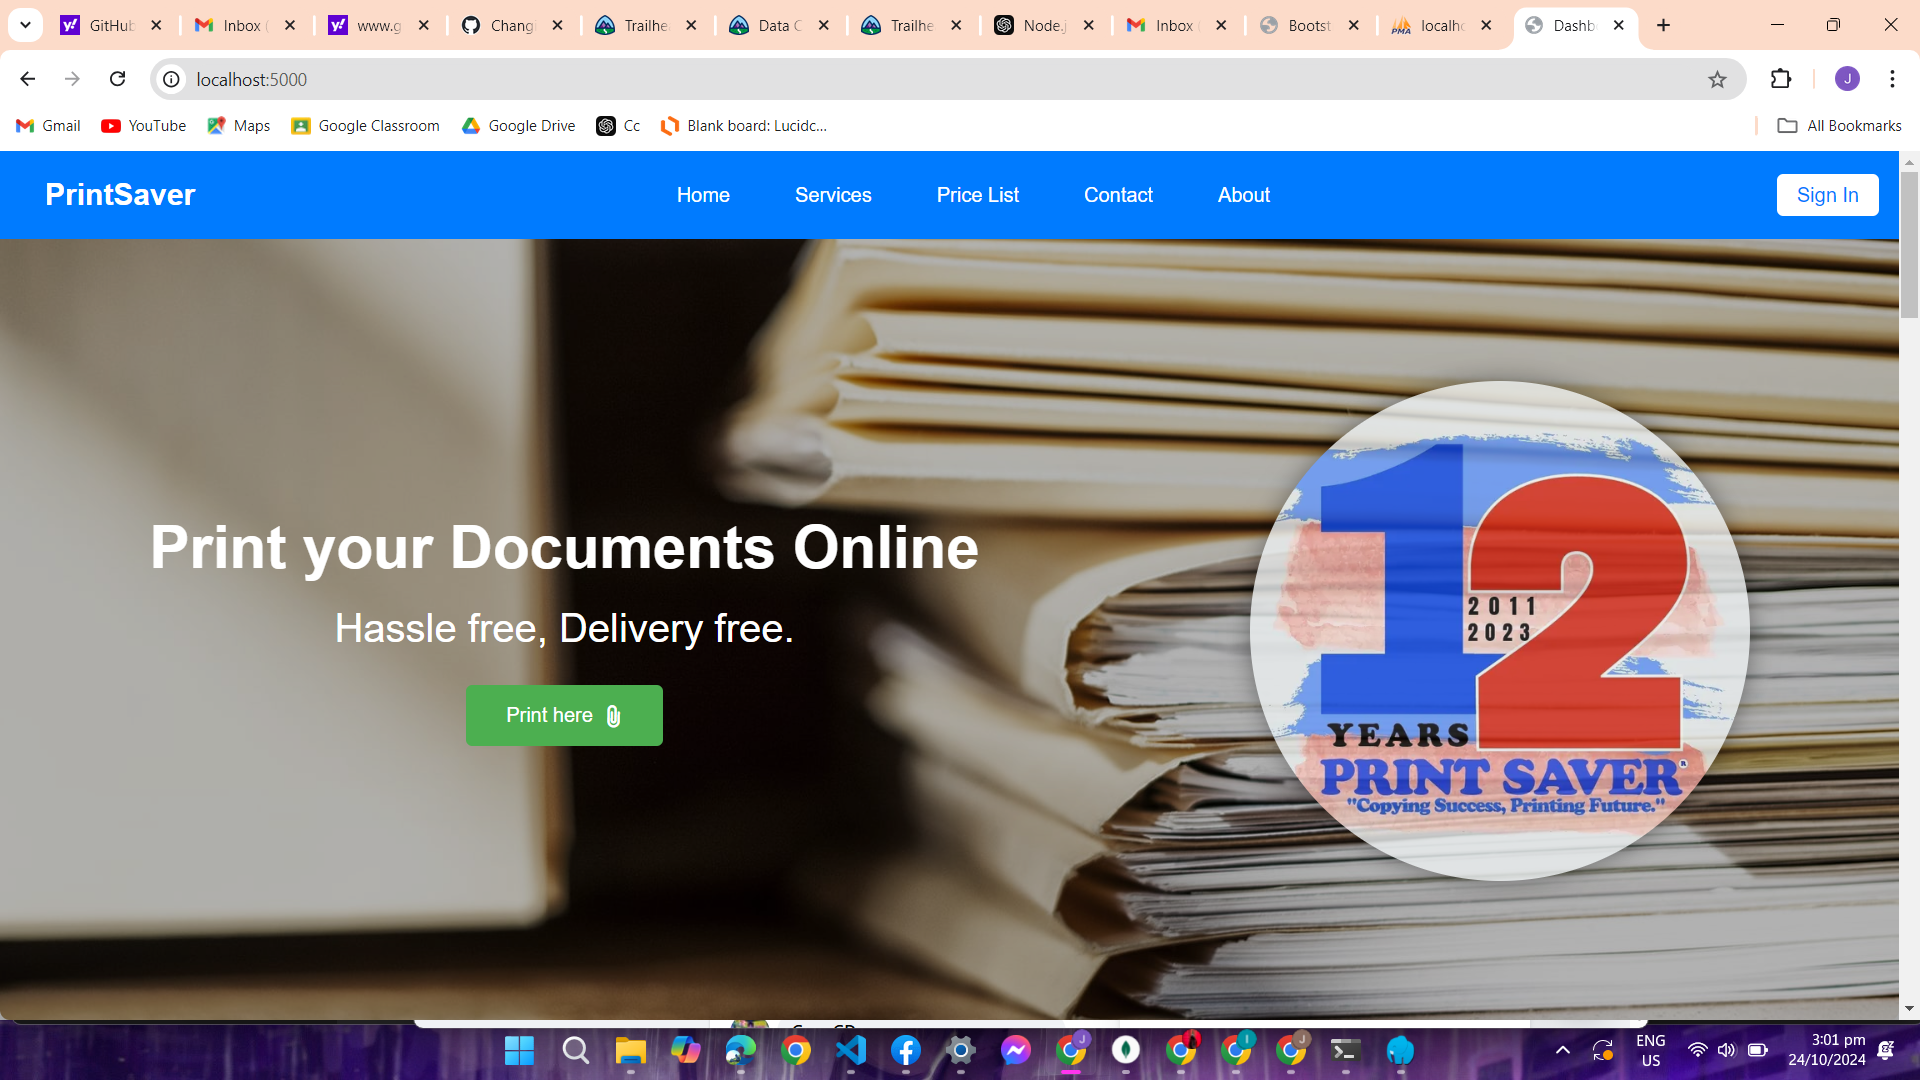 GitHub
Inbox (
www.g
Changi
Trailhe
Data C
Trailhe
Node.j
Inbox
Bootst
PMA
localho
Dashb
localhost:5000
J
Gmail
YouTube
Maps
Google Classroom
Google Drive
Cc
Blank board: Lucidc...
All Bookmarks
PrintSaver
Home
Services
Price List
Contact
About
Sign In
Print your Documents Online
Hassle free, Delivery free.
Print here
12
2011
2023
YEARS
PRINT SAVER®
"Copying Success, Printing Future."
ENG
US
3:01 pm
24/10/2024